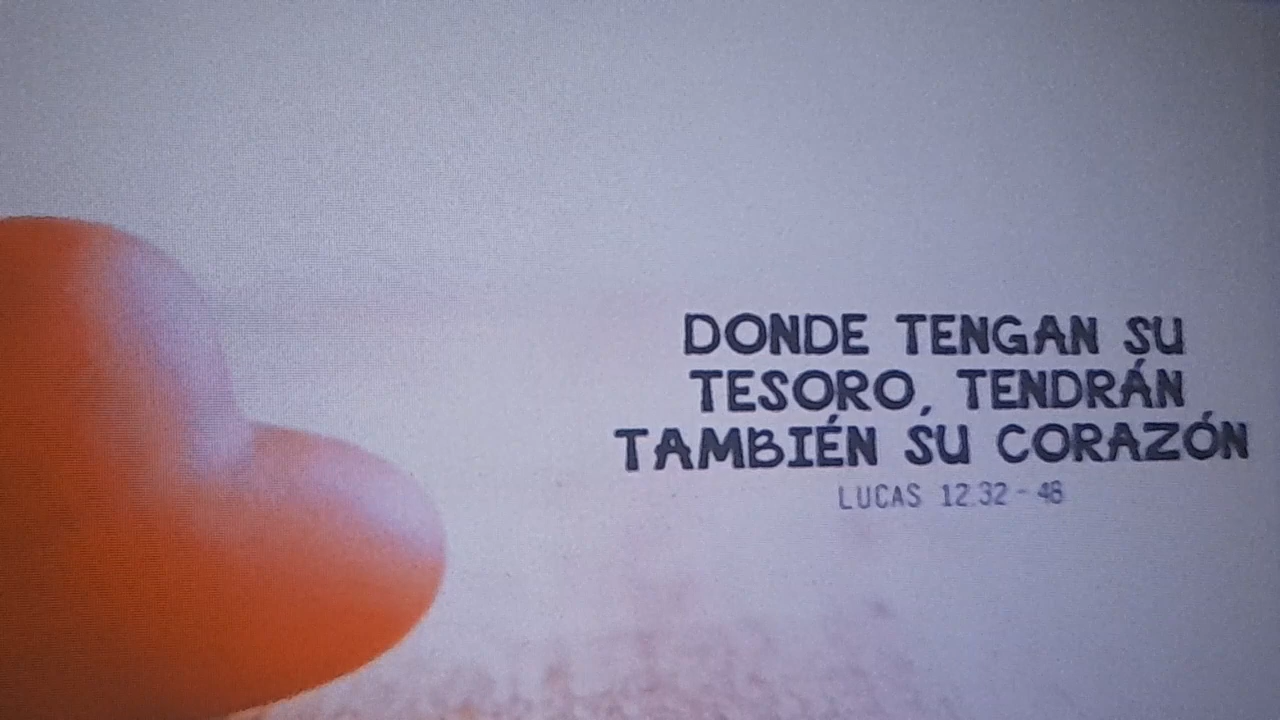 DONDE TENGAN SU
TESORO, TENDRÁN
TAMBIÉN SU CORAZÓN
LUCAS 12.32 - 48